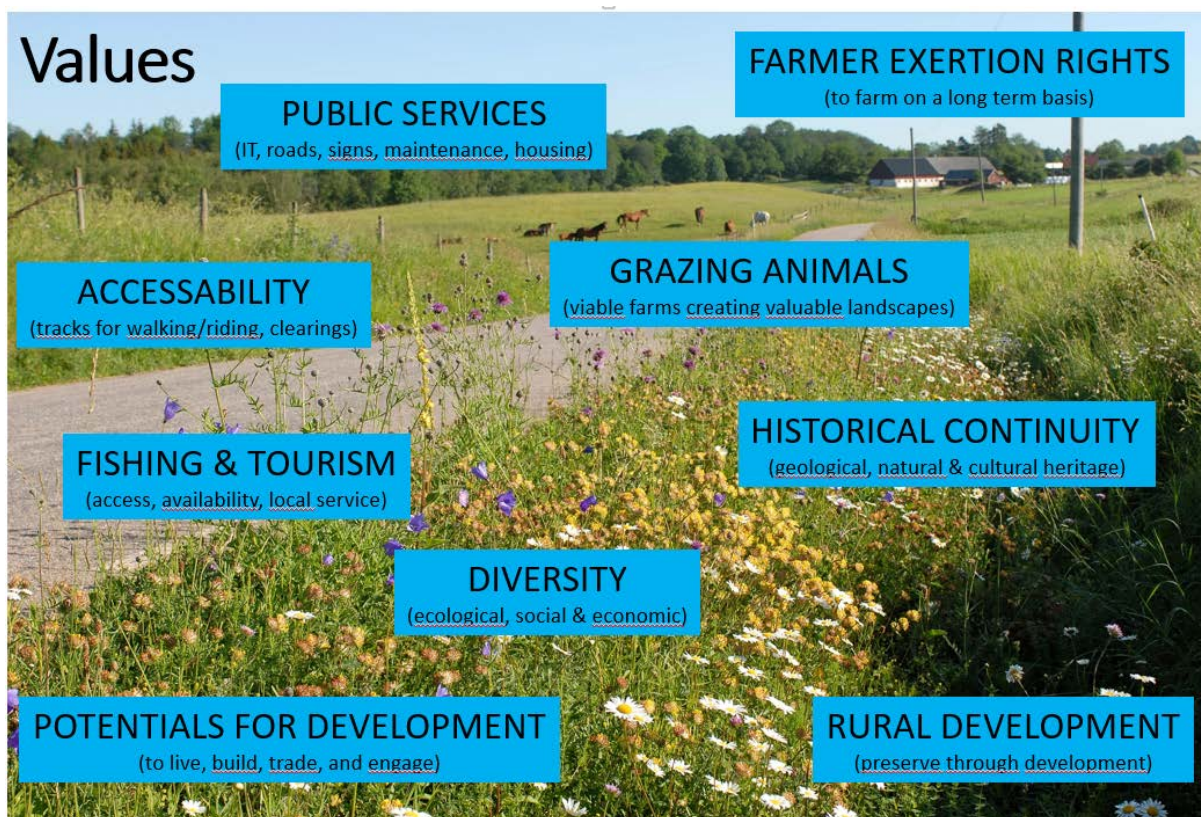 Values
FARMER EXERTION RIGHTS
(to farm on a long term basis)
PUBLIC SERVICES
(IT, roads, signs, maintenance, housing)
GRAZING ANIMALS
(viable farms creating valuable landscapes)
ACCESSABILITY
(tracks for walking/riding, clearings)
HISTORICAL CONTINUITY
(geological, natural & cultural heritage)
FISHING & TOURISM
(access, availability, local service)
DIVERSITY
(ecological, social & economic)
POTENTIALS FOR DEVELOPMENT
(to live, build, trade, and engage)
RURAL DEVELOPMENT
(preserve through development)